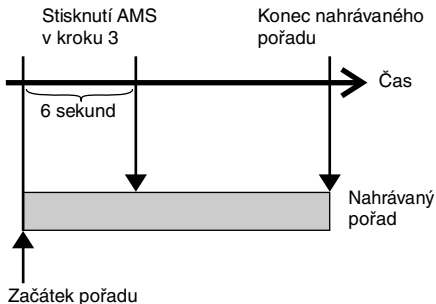 Stisknutí AMS
v kroku 3
Konec nahrávaného
pořadu
Čas
6 sekund
Nahrávaný
pořad
Začátek pořadu